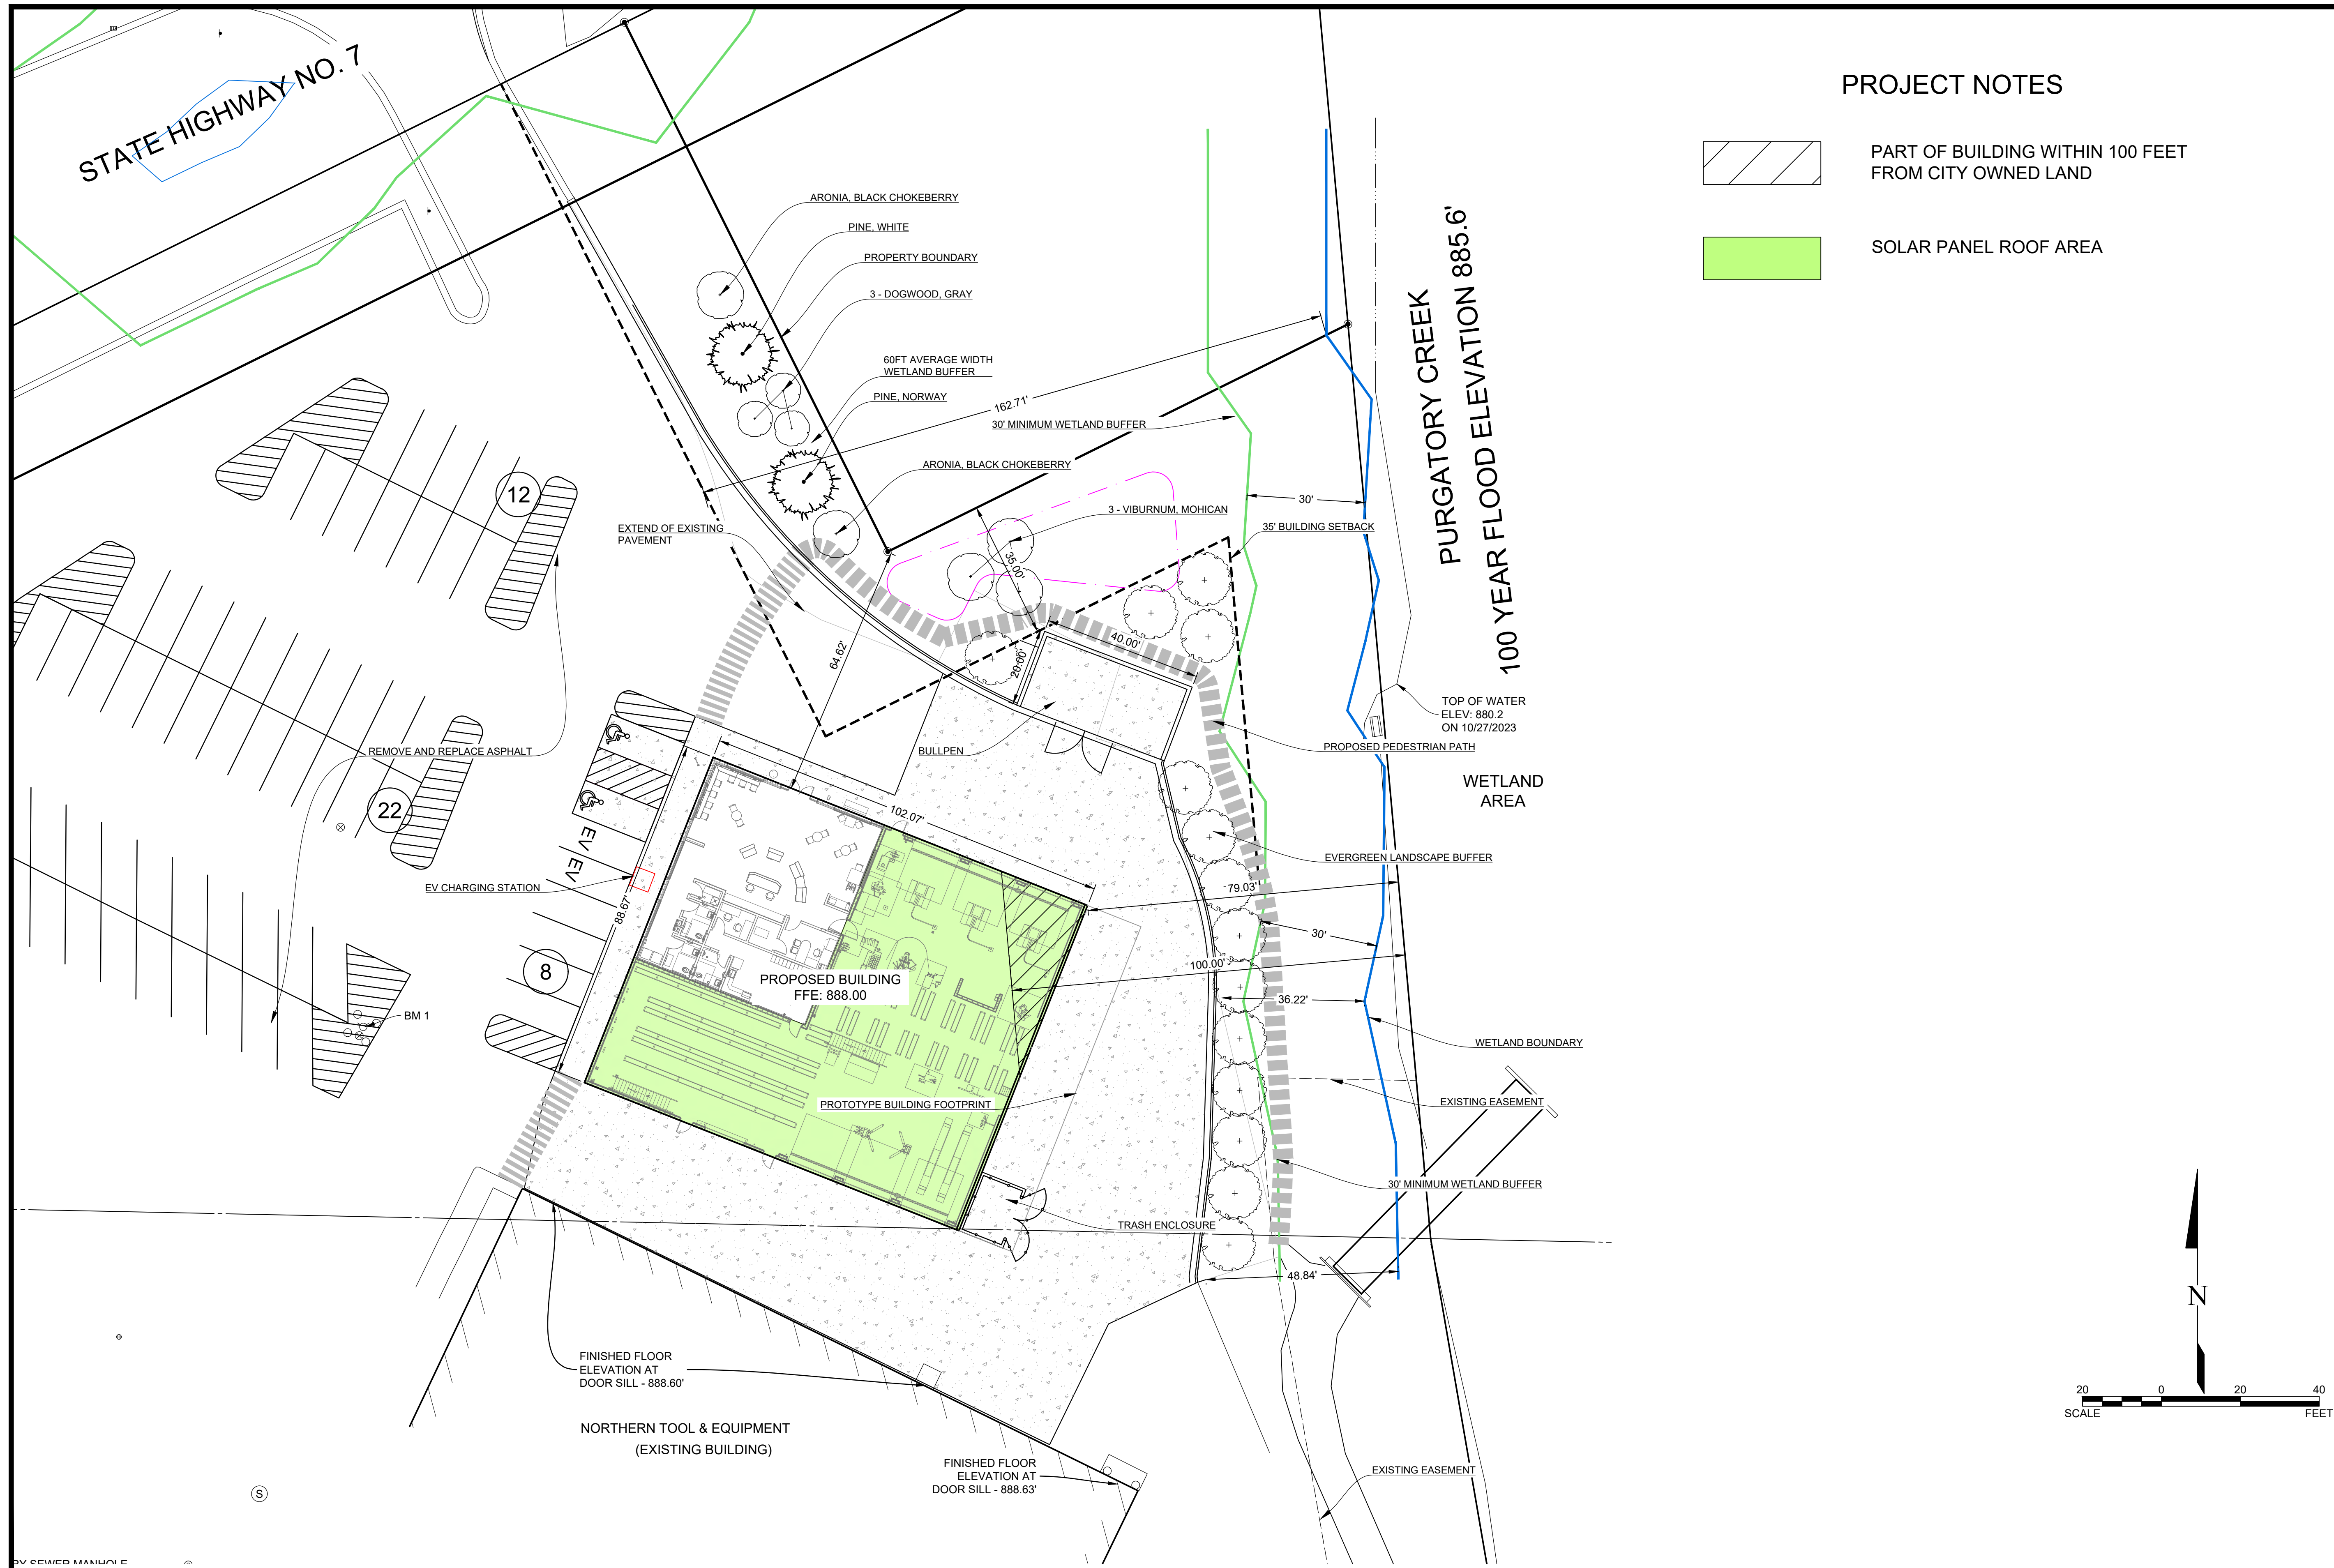 STATE HIGHWAY NO. 7
PROJECT NOTES
PART OF BUILDING WITHIN 100 FEET
FROM CITY OWNED LAND
SOLAR PANEL ROOF AREA
ARONIA, BLACK CHOKEBERRY
PINE, WHITE
PROPERTY BOUNDARY
3 - DOGWOOD, GRAY
60FT AVERAGE WIDTH
WETLAND BUFFER
PINE, NORWAY
162.71'
30' MINIMUM WETLAND BUFFER
ARONIA, BLACK CHOKEBERRY
3 - VIBURNUM, MOHICAN
30'
35' BUILDING SETBACK
PURGATORY CREEK
100 YEAR FLOOD ELEVATION 885.6'
12
EXTEND OF EXISTING
PAVEMENT
35.00'
64.62'
40.00'
20.00'
TOP OF WATER
ELEV: 880.2
ON 10/27/2023
REMOVE AND REPLACE ASPHALT
BULLPEN
PROPOSED PEDESTRIAN PATH
WETLAND
AREA
22
102.07'
EV EV
EVERGREEN LANDSCAPE BUFFER
EV CHARGING STATION
79.03'
88.67'
30'
8
100.00'
PROPOSED BUILDING
FFE: 888.00
36.22'
BM 1
WETLAND BOUNDARY
PROTOTYPE BUILDING FOOTPRINT
EXISTING EASEMENT
30' MINIMUM WETLAND BUFFER
TRASH ENCLOSURE
48.84'
N
FINISHED FLOOR
ELEVATION AT
DOOR SILL - 888.60'
20 0 20 40
SCALE FEET
NORTHERN TOOL & EQUIPMENT
(EXISTING BUILDING)
FINISHED FLOOR
ELEVATION AT
DOOR SILL - 888.63'
EXISTING EASEMENT
S
RY SEWER MANHOLE